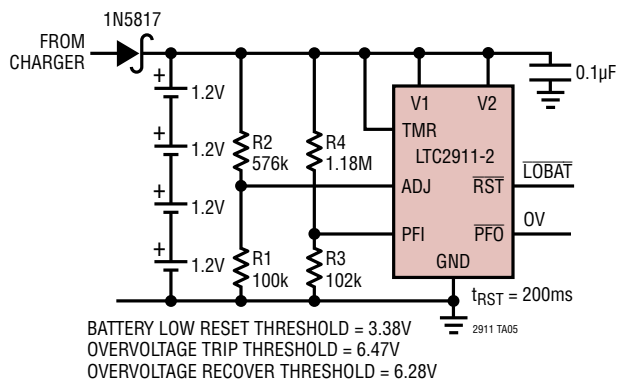 1N5817
FROM
CHARGER
+
1.2V
+
1.2V
+
1.2V
+
1.2V
R2
576k
R1
100k
R4
1.18M
R3
102k
V1
V2
TMR
LTC2911-2
ADJ
RST
PFI
PFO
GND
0.1µF
LOBAT
OV
tRST = 200ms
2911 TA05
BATTERY LOW RESET THRESHOLD = 3.38V
OVERVOLTAGE TRIP THRESHOLD = 6.47V
OVERVOLTAGE RECOVER THRESHOLD = 6.28V